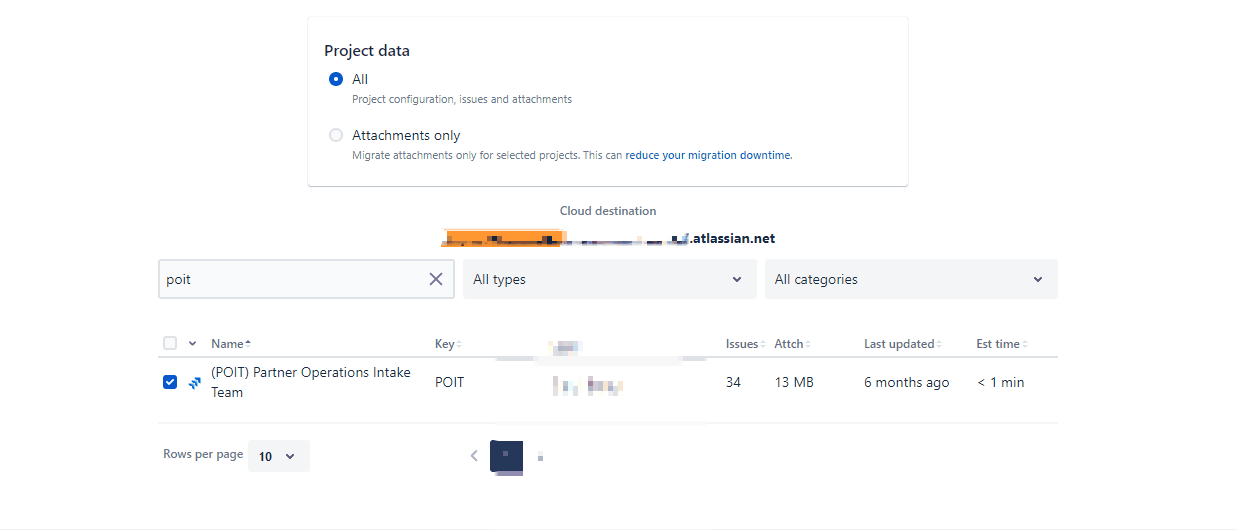 Project data
All
Project configuration, issues and attachments
Attachments only
Migrate attachments only for selected projects. This can reduce your migration downtime.
Cloud destination
.atlassian.net
poit
All types
All categories
Name
Key
Issues
Attch
Last updated
Est time
(POIT) Partner Operations Intake
Team
POIT
34
13 MB
6 months ago
< 1 min
Rows per page
10